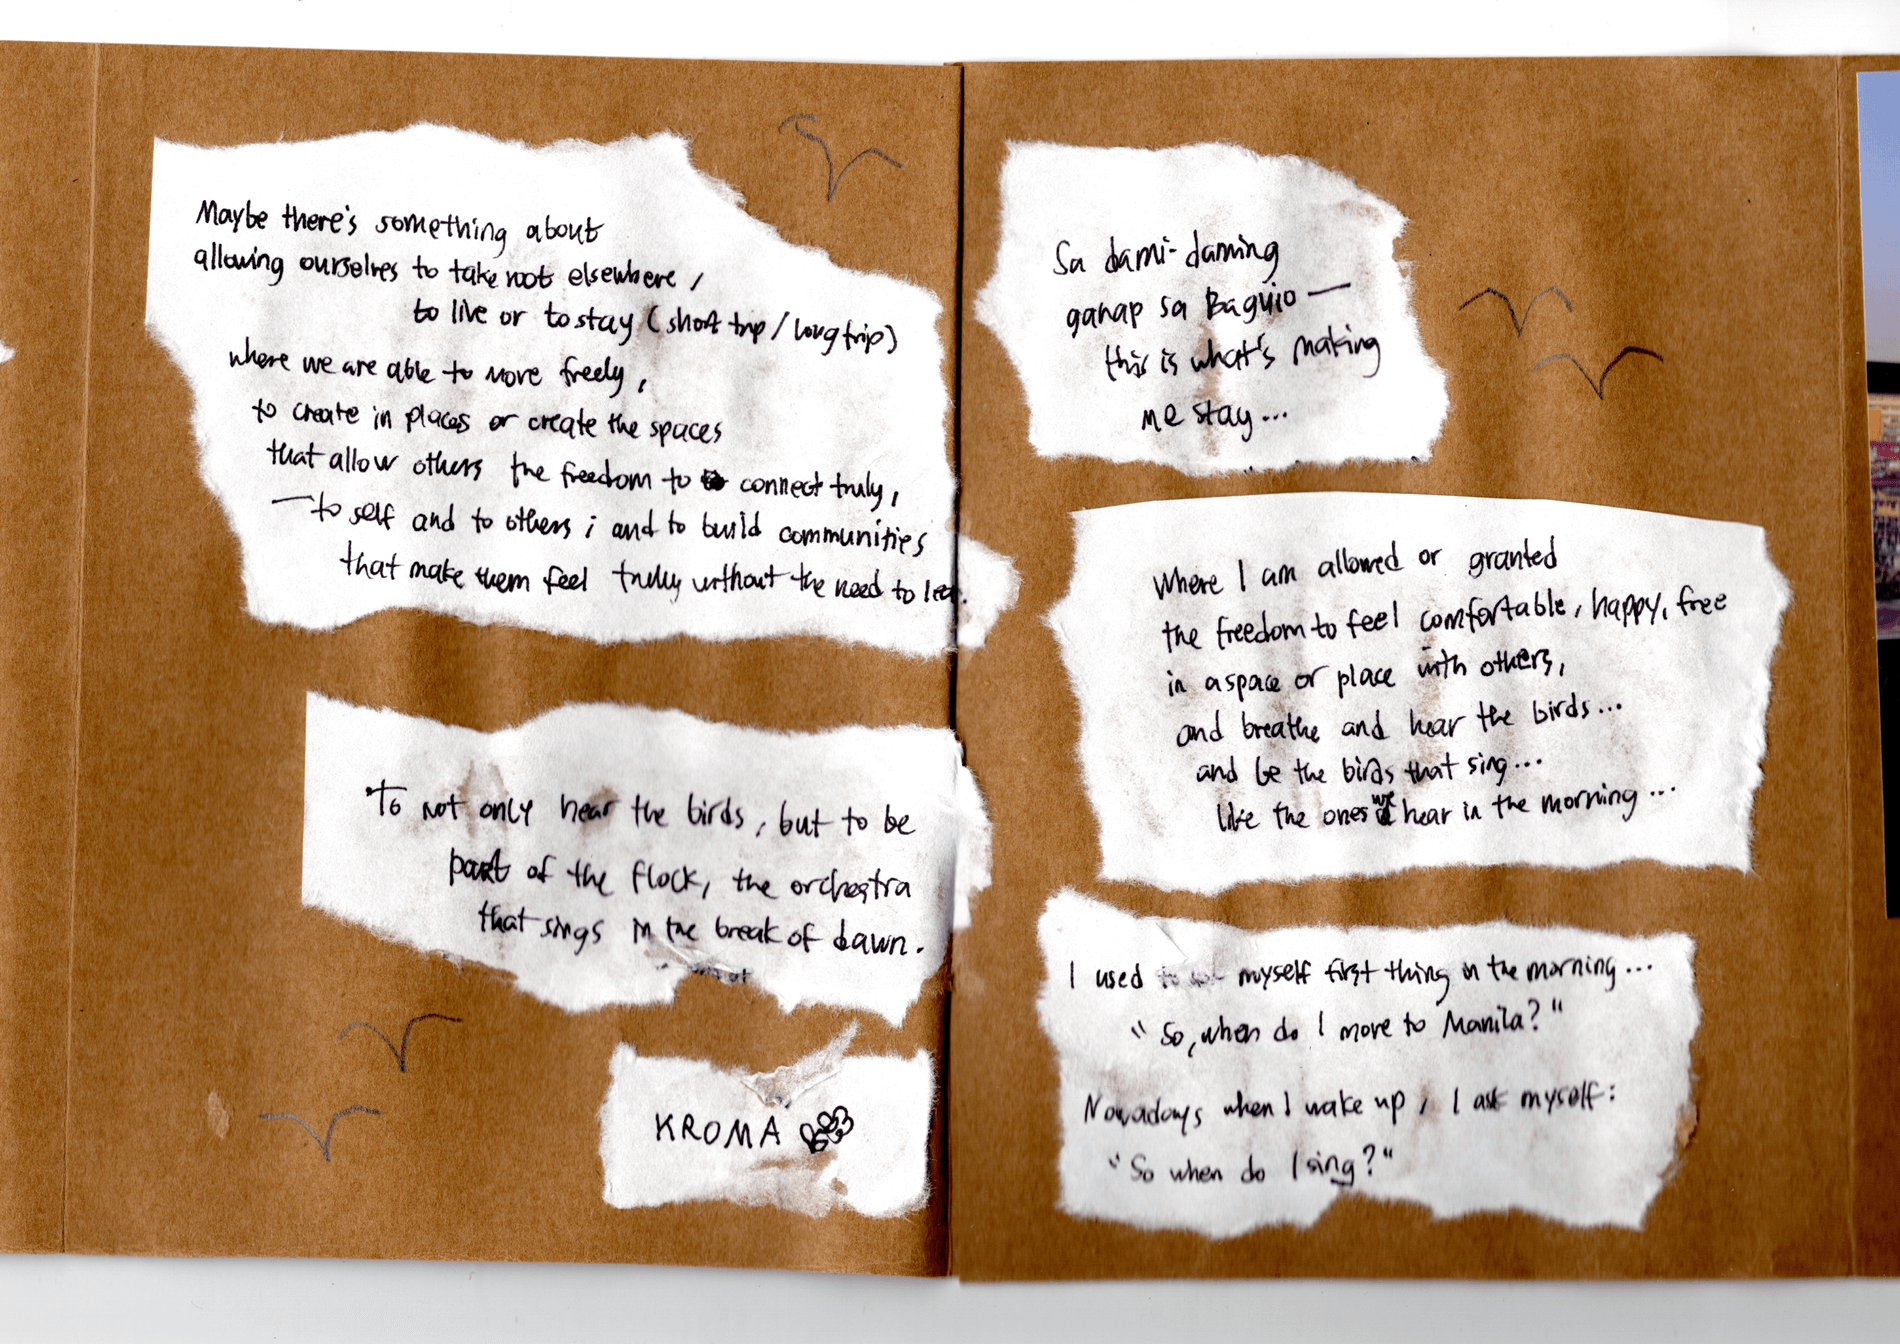 Maybe there's something about
allowing ourselves to take root elsewhere,
to live or to stay (short trip/long trip)
where we are able to move freely,
to create in places or create the spaces
that allow others the freedom to connect truly,
—to self and to others; and to build communities
that make them feel truly without the need to
To not only hear the birds, but to be
part of the flock, the orchestra
that sings in the break of dawn.
KROMA
Sa dami-daming
ganap sa Baguio—
this is what's making
me stay...
Where I am allowed or granted
the freedom to feel comfortable, happy, free
in a space or place with others,
and breathe and hear the birds...
and be the birds that sing...
like the ones we hear in the morning...
I used to ask myself first thing in the morning...
"So, when do I move to Manila?"
Nowadays when I wake up, I ask myself:
"So when do I sing?"